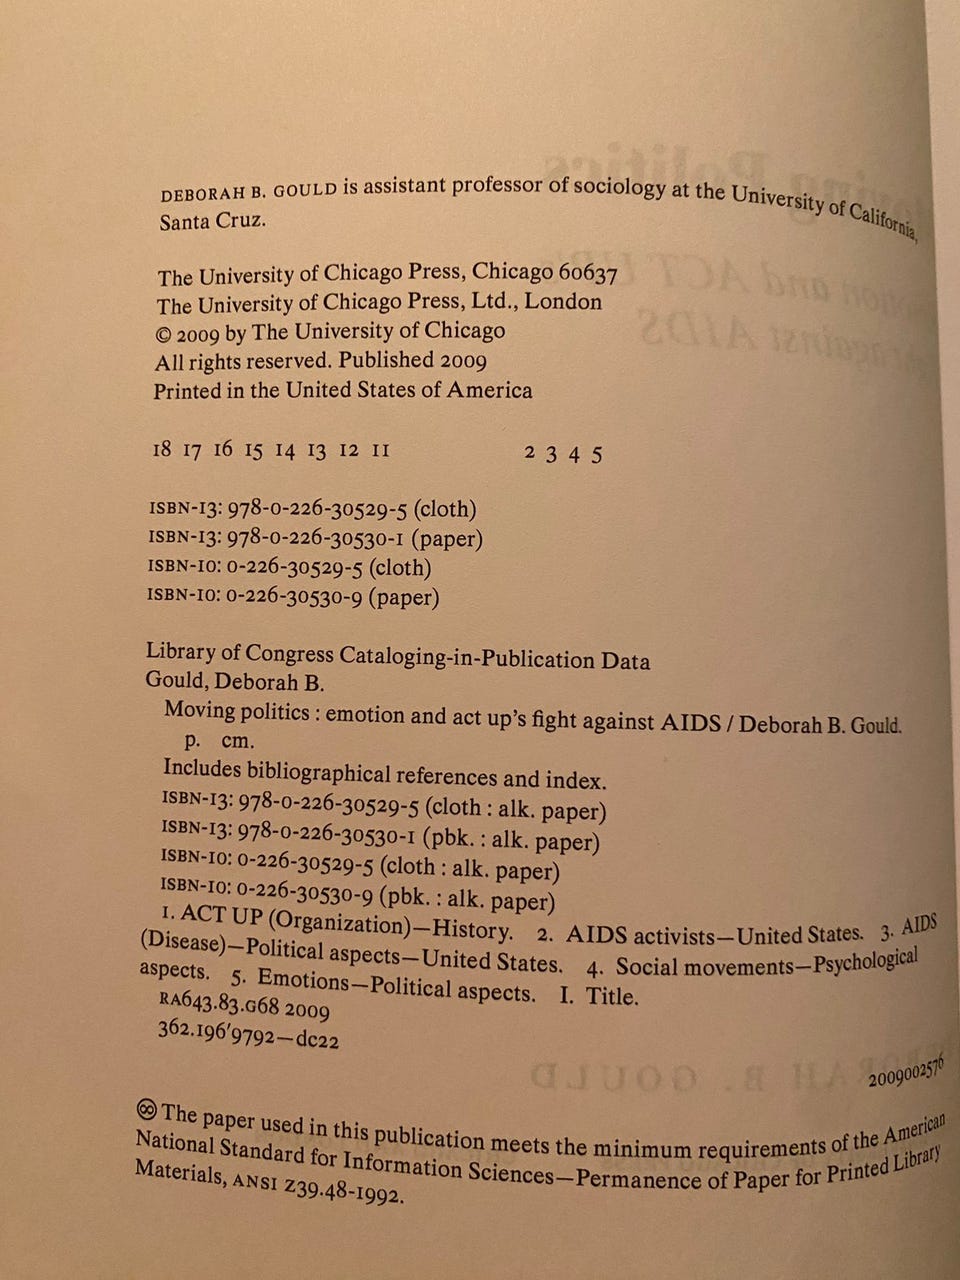 DEBORAH B. GOULD is assistant professor of sociology at the University of California,
Santa Cruz.
The University of Chicago Press, Chicago 60637
The University of Chicago Press, Ltd., London
© 2009 by The University of Chicago
All rights reserved. Published 2009
Printed in the United States of America
18 17 16 15 14 13 12 11 2 3 4 5
ISBN-13: 978-0-226-30529-5 (cloth)
ISBN-13: 978-0-226-30530-1 (paper)
ISBN-10: 0-226-30529-5 (cloth)
ISBN-10: 0-226-30530-9 (paper)
Library of Congress Cataloging-in-Publication Data
Gould, Deborah B.
Moving politics : emotion and act up's fight against AIDS / Deborah B. Gould.
p. cm.
Includes bibliographical references and index.
ISBN-13: 978-0-226-30529-5 (cloth : alk. paper)
ISBN-13: 978-0-226-30530-1 (pbk. : alk. paper)
ISBN-10: 0-226-30529-5 (cloth : alk. paper)
ISBN-10: 0-226-30530-9 (pbk. : alk. paper)
1. ACT UP (Organization)—History. 2. AIDS activists—United States. 3. AIDS
(Disease)—Political aspects—United States. 4. Social movements—Psychological
aspects. 5. Emotions—Political aspects. I. Title.
RA643.83.G68 2009
362.196′9792—dc22
2009002576
♾ The paper used in this publication meets the minimum requirements of the American
National Standard for Information Sciences—Permanence of Paper for Printed Library
Materials, ANSI Z39.48-1992.